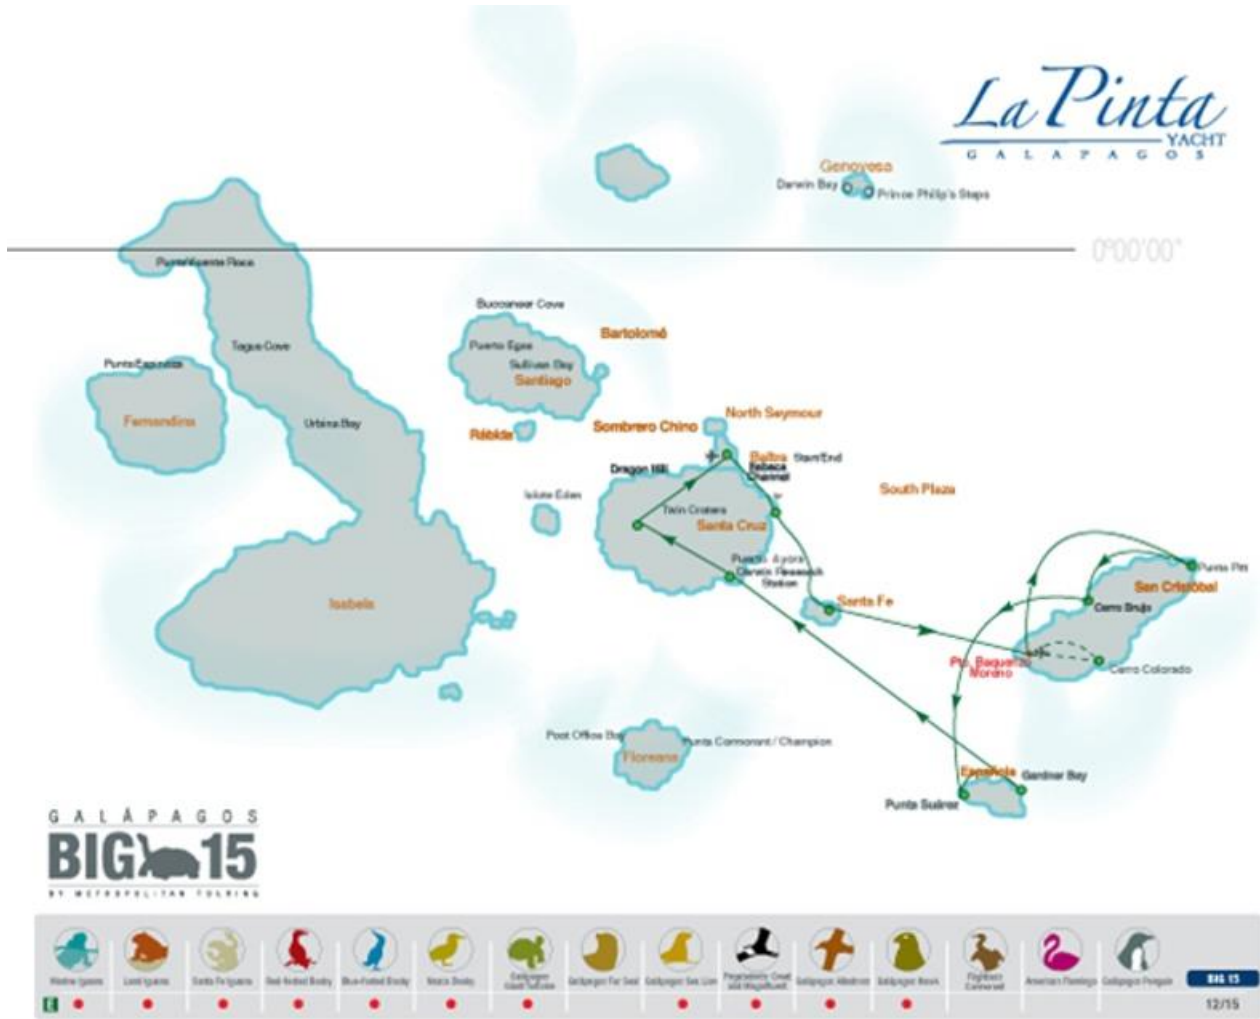 La Pinta
YACHT
GALAPAGOS
Genovesa
Darwin Bay
Prince Philip's Steps
0°00'00"
Punta Vicente Roca
Buccaneer Cove
Bartolomé
Puerto Egas
Tagus Cove
Sullivan Bay
Santiago
Punta Espinoza
Fernandina
Urbina Bay
Rábida
Sombrero Chino
North Seymour
Baltra
Start/End
Dragon Hill
Itabaca
Channel
South Plaza
Islote Eden
Twin Craters
Santa Cruz
Puerto Ayora
Darwin Research
Station
Punta Pitt
San Cristóbal
Isabela
Santa Fe
Cerro Brujo
Pto. Baquerizo
Moreno
Cerro Colorado
Post Office Bay
Punta Cormorant / Champion
Floreana
Española
Gardner Bay
Punta Suárez
GALÁPAGOS
BIG 15
BY METROPOLITAN TOURING
Marine Iguana
Land Iguana
Santa Fe Iguana
Red-footed Booby
Blue-footed Booby
Nazca Booby
Galápagos
Giant Tortoise
Galápagos Fur Seal
Galápagos Sea Lion
Frigatebirds: Great
and Magnificent
Galápagos Albatross
Galápagos Hawk
Flightless
Cormorant
American Flamingo
Galápagos Penguin
BIG 15
E
12/15